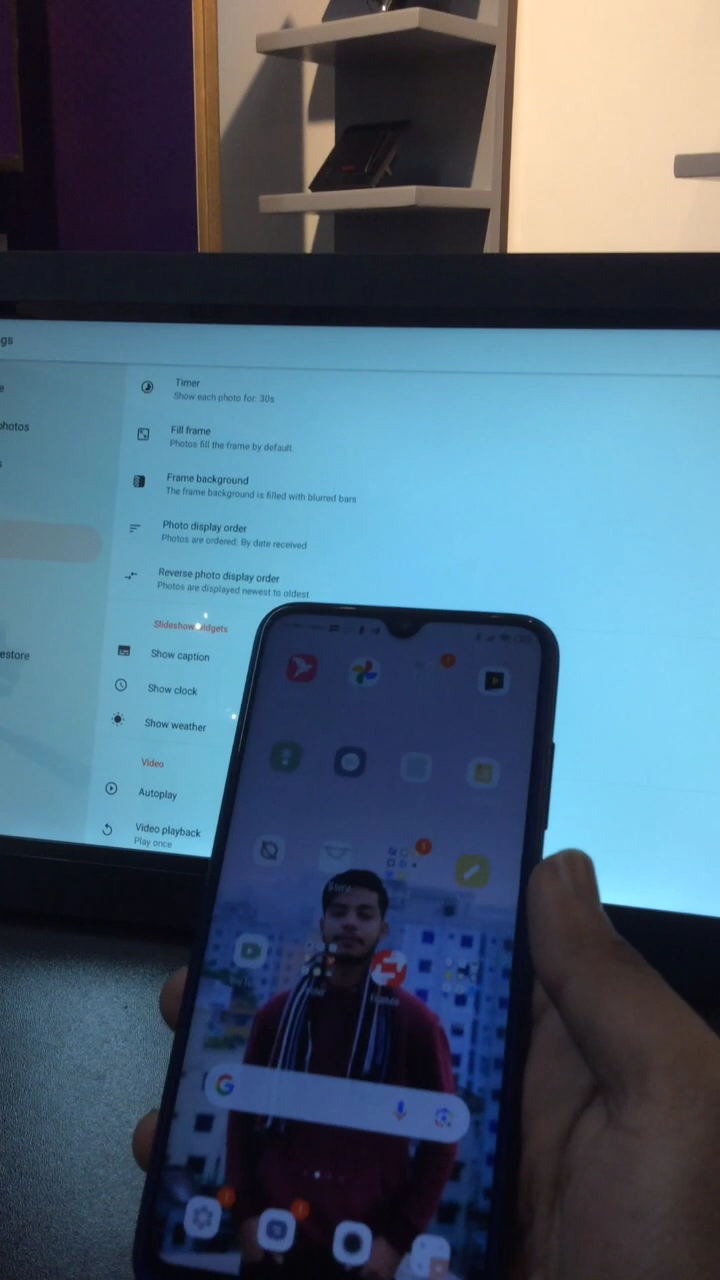 gs
e
photos
s
estore
Timer
Show each photo for: 30s
Fill frame
Photos fill the frame by default.
Frame background
The frame background is filled with blurred bars
Photo display order
Photos are ordered: By date received
Reverse photo display order
Photos are displayed newest to oldest
Slideshow widgets
Show caption
Show clock
Show weather
Video
Autoplay
Video playback
Play once
G